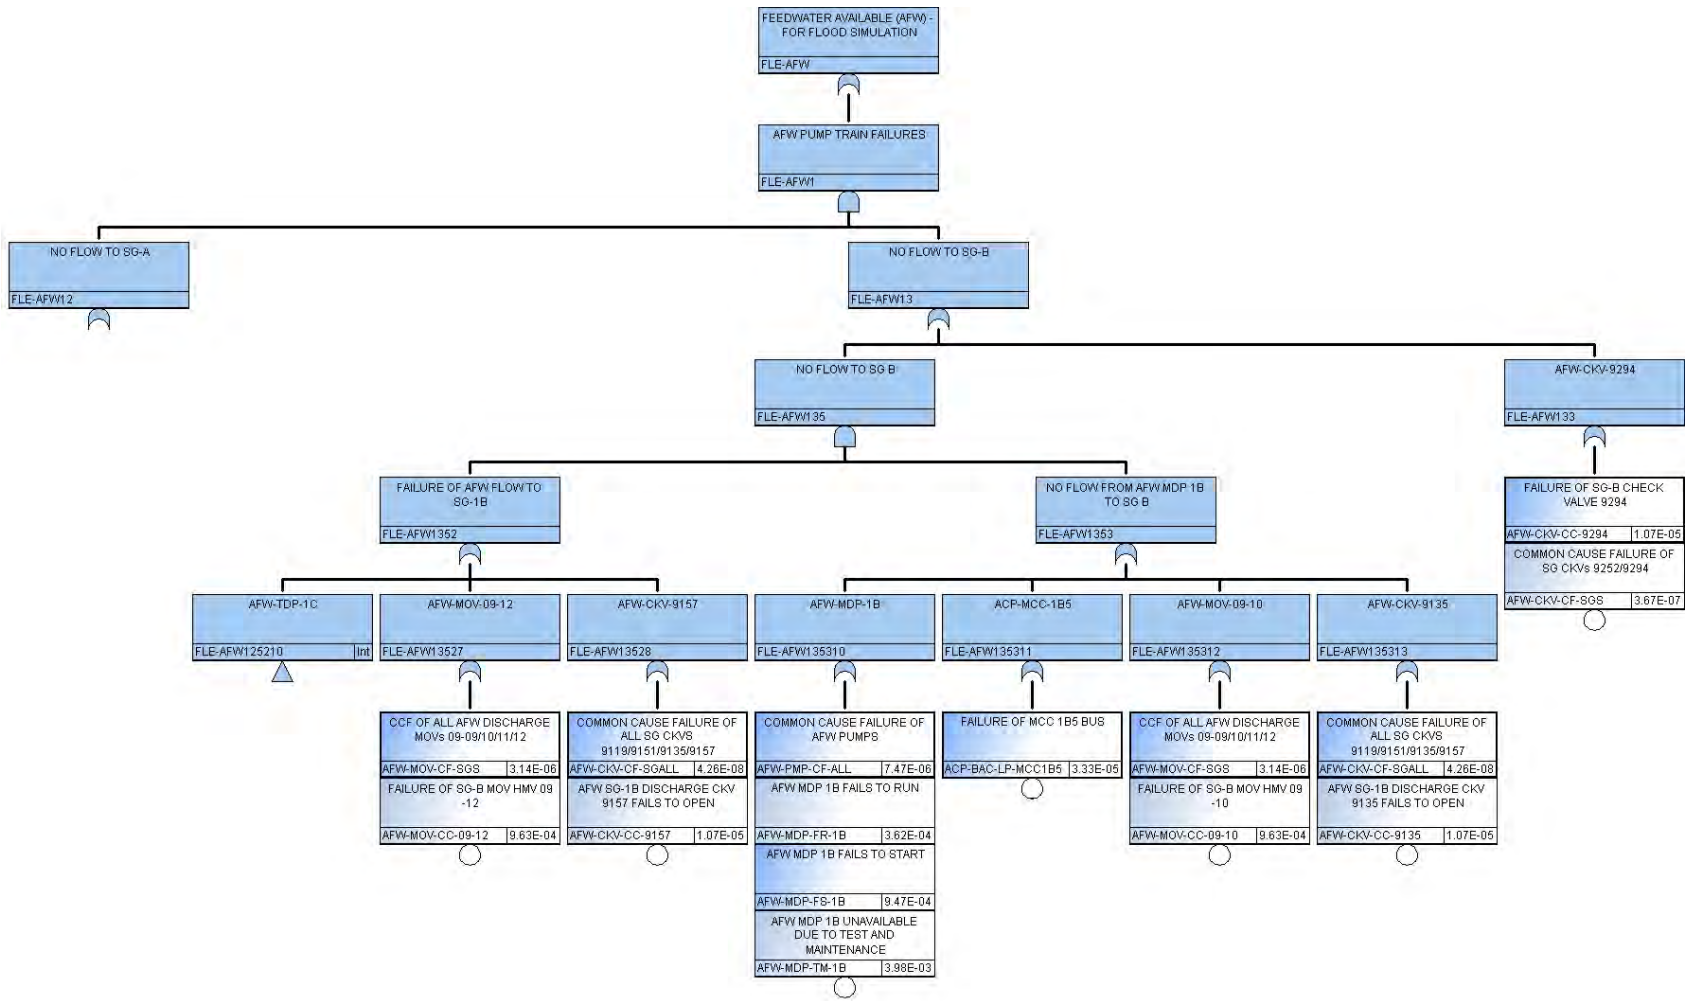 FEEDWATER AVAILABLE (AFW) -
FOR FLOOD SIMULATION
FLE-AFW
AFW PUMP TRAIN FAILURES
FLE-AFW1
NO FLOW TO SG-A
FLE-AFW12
NO FLOW TO SG-B
FLE-AFW13
NO FLOW TO SG B
FLE-AFW135
AFW-CKV-9294
FLE-AFW133
FAILURE OF AFW FLOW TO
SG-1B
FLE-AFW1352
NO FLOW FROM AFW MDP 1B
TO SG B
FLE-AFW1353
FAILURE OF SG-B CHECK
VALVE 9294
AFW-CKV-CC-9294 1.07E-05
COMMON CAUSE FAILURE OF
SG CKVs 9252/9294
AFW-CKV-CF-SGS 3.67E-07
AFW-TDP-1C
FLE-AFW125210 Int
AFW-MOV-09-12
FLE-AFW13527
AFW-CKV-9157
FLE-AFW13528
AFW-MDP-1B
FLE-AFW135310
ACP-MCC-1B5
FLE-AFW135311
AFW-MOV-09-10
FLE-AFW135312
AFW-CKV-9135
FLE-AFW135313
CCF OF ALL AFW DISCHARGE
MOVs 09-09/10/11/12
AFW-MOV-CF-SGS 3.14E-06
FAILURE OF SG-B MOV HMV 09
-12
AFW-MOV-CC-09-12 9.63E-04
COMMON CAUSE FAILURE OF
ALL SG CKVS
9119/9151/9135/9157
AFW-CKV-CF-SGALL 4.26E-08
AFW SG-1B DISCHARGE CKV
9157 FAILS TO OPEN
AFW-CKV-CC-9157 1.07E-05
COMMON CAUSE FAILURE OF
AFW PUMPS
AFW-PMP-CF-ALL 7.47E-06
AFW MDP 1B FAILS TO RUN
AFW-MDP-FR-1B 3.62E-04
AFW MDP 1B FAILS TO START
AFW-MDP-FS-1B 9.47E-04
AFW MDP 1B UNAVAILABLE
DUE TO TEST AND
MAINTENANCE
AFW-MDP-TM-1B 3.98E-03
FAILURE OF MCC 1B5 BUS
ACP-BAC-LP-MCC1B5 3.33E-05
CCF OF ALL AFW DISCHARGE
MOVs 09-09/10/11/12
AFW-MOV-CF-SGS 3.14E-06
FAILURE OF SG-B MOV HMV 09
-10
AFW-MOV-CC-09-10 9.63E-04
COMMON CAUSE FAILURE OF
ALL SG CKVS
9119/9151/9135/9157
AFW-CKV-CF-SGALL 4.26E-08
AFW SG-1B DISCHARGE CKV
9135 FAILS TO OPEN
AFW-CKV-CC-9135 1.07E-05